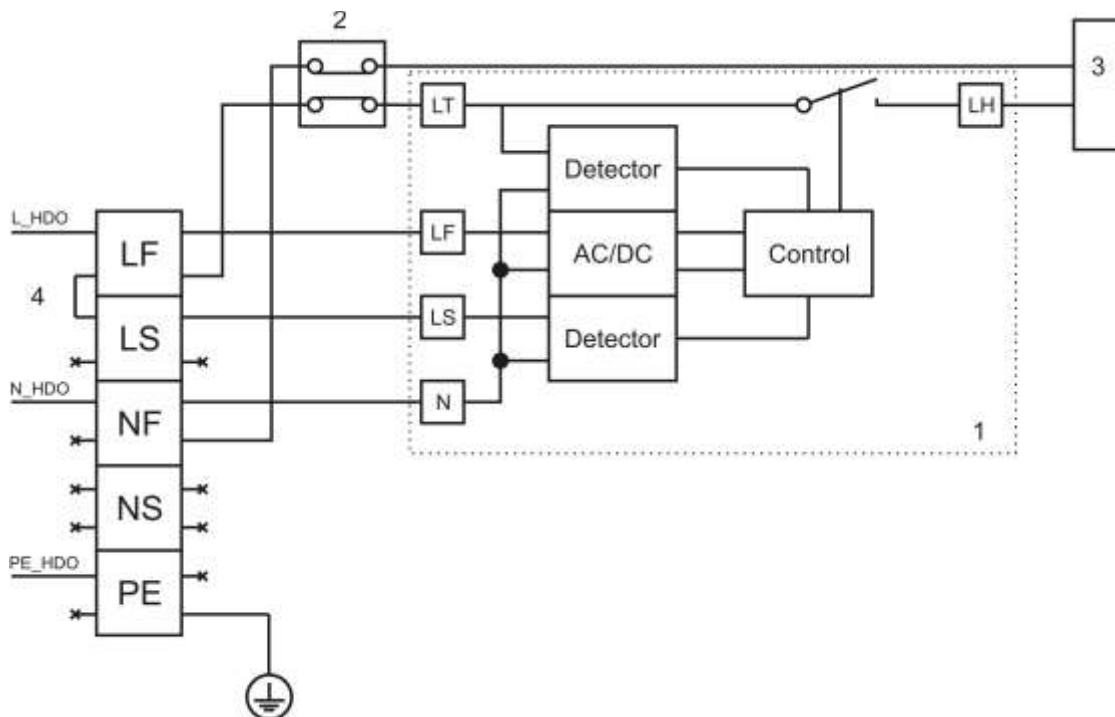 2
3
LT
LH
Detector
L_HDO
LF
LF
AC/DC
Control
4
LS
LS
Detector
N_HDO
NF
N
1
NS
PE_HDO
PE